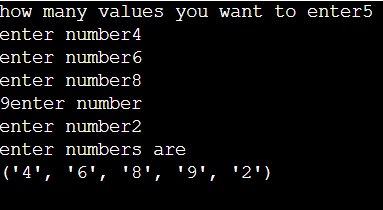 how many values you want to enter5
enter number4
enter number6
enter number8
9enter number
enter number2
enter numbers are
('4', '6', '8', '9', '2')